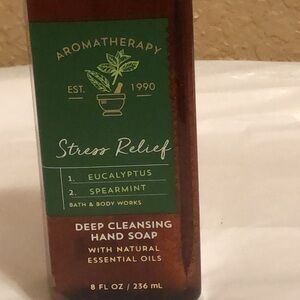 AROMATHERAPY
EST. 1990
Stress Relief
1. EUCALYPTUS
2. SPEARMINT
BATH & BODY WORKS
DEEP CLEANSING
HAND SOAP
WITH NATURAL
ESSENTIAL OILS
8 FL OZ / 236 mL